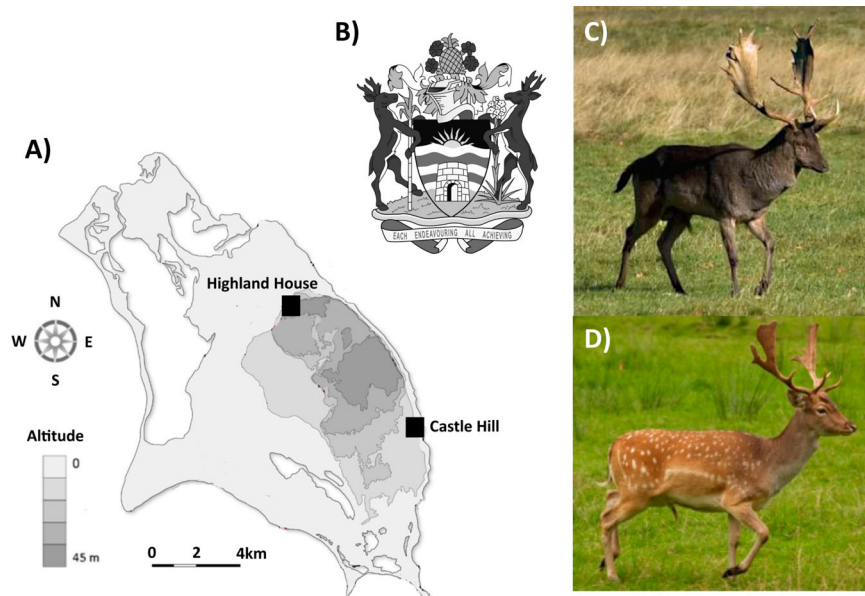 A)
Highland House
N
W
E
S
Castle Hill
Altitude
0
45 m
0 2 4km
B)
EACH ENDEAVOURING ALL ACHIEVING
C)
D)